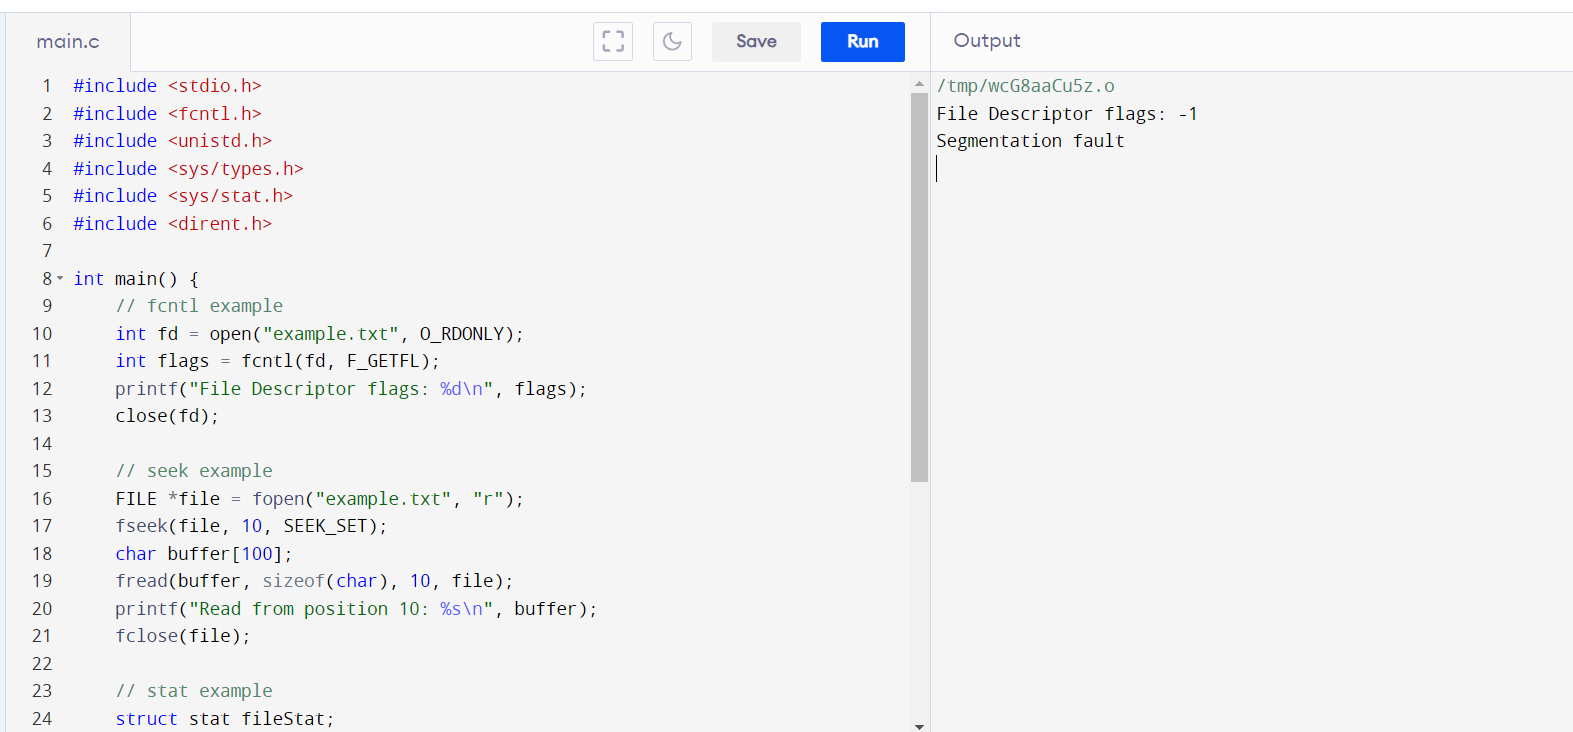 main.c
Save
Run
Output
1 #include <stdio.h>
2 #include <fcntl.h>
3 #include <unistd.h>
4 #include <sys/types.h>
5 #include <sys/stat.h>
6 #include <dirent.h>
7
8 int main() {
9     // fcntl example
10     int fd = open("example.txt", O_RDONLY);
11     int flags = fcntl(fd, F_GETFL);
12     printf("File Descriptor flags: %d\n", flags);
13     close(fd);
14
15     // seek example
16     FILE *file = fopen("example.txt", "r");
17     fseek(file, 10, SEEK_SET);
18     char buffer[100];
19     fread(buffer, sizeof(char), 10, file);
20     printf("Read from position 10: %s\n", buffer);
21     fclose(file);
22
23     // stat example
24     struct stat fileStat;
/tmp/wcG8aaCu5z.o
File Descriptor flags: -1
Segmentation fault